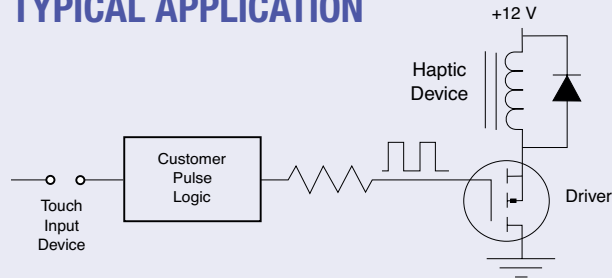 TYPICAL APPLICATION
+12 V
Haptic
Device
Customer
Pulse
Logic
Touch
Input
Device
Driver